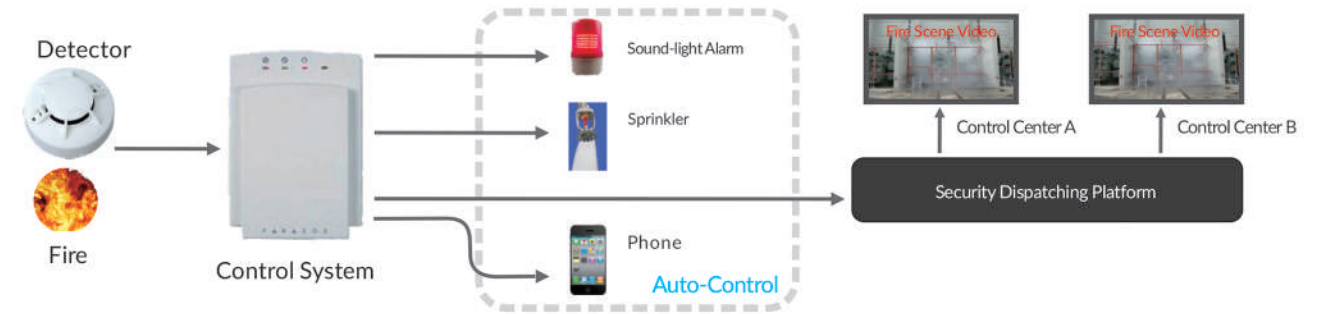 Detector
Fire
Control System
Sound-light Alarm
Sprinkler
Phone
Auto-Control
Fire Scene Video
Fire Scene Video
Control Center A
Control Center B
Security Dispatching Platform